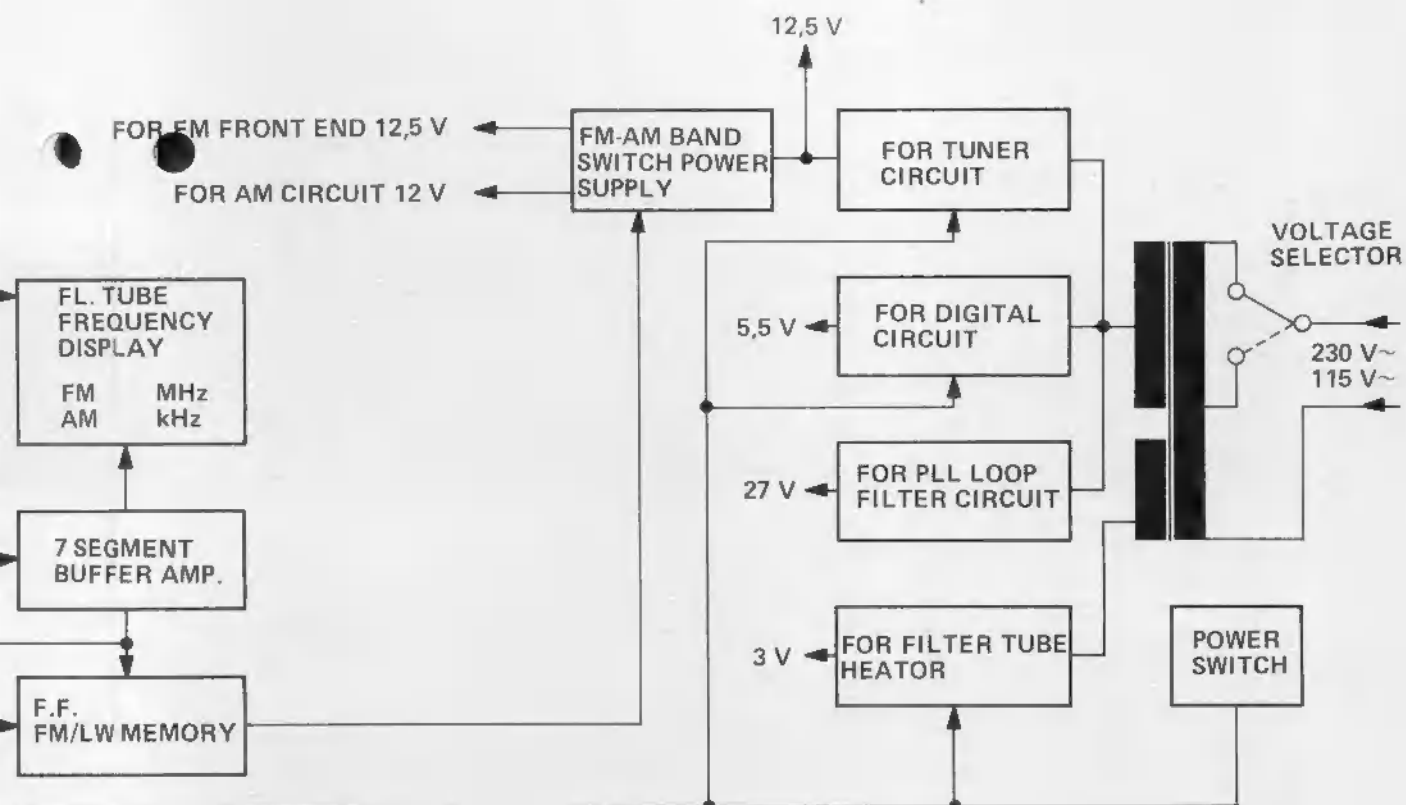 12,5 V
FOR FM FRONT END 12,5 V
FOR AM CIRCUIT 12 V
FM-AM BAND
SWITCH POWER
SUPPLY
FOR TUNER
CIRCUIT
VOLTAGE
SELECTOR
230 V~
115 V~
FL. TUBE
FREQUENCY
DISPLAY
FM MHz
AM kHz
5,5 V
FOR DIGITAL
CIRCUIT
27 V
FOR PLL LOOP
FILTER CIRCUIT
7 SEGMENT
BUFFER AMP.
3 V
FOR FILTER TUBE
HEATOR
POWER
SWITCH
F.F.
FM/LW MEMORY